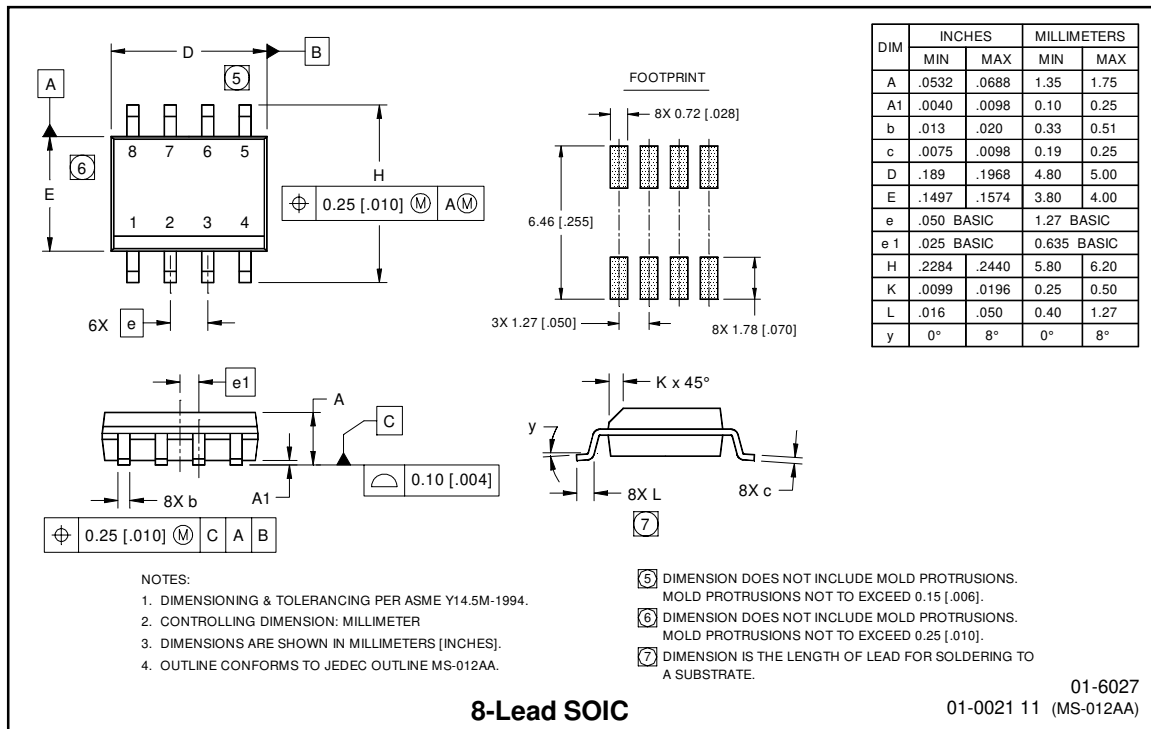 D
B
5
A
8 7 6 5
6
E
H
0.25 [.010] M A M
1 2 3 4
6X e
FOOTPRINT
8X 0.72 [.028]
6.46 [.255]
3X 1.27 [.050]
8X 1.78 [.070]
DIM INCHES MILLIMETERS
MIN MAX MIN MAX
A .0532 .0688 1.35 1.75
A1 .0040 .0098 0.10 0.25
b .013 .020 0.33 0.51
c .0075 .0098 0.19 0.25
D .189 .1968 4.80 5.00
E .1497 .1574 3.80 4.00
e .050 BASIC 1.27 BASIC
e 1 .025 BASIC 0.635 BASIC
H .2284 .2440 5.80 6.20
K .0099 .0196 0.25 0.50
L .016 .050 0.40 1.27
y 0° 8° 0° 8°
e1
A
C
A1
8X b
0.10 [.004]
0.25 [.010] M C A B
K x 45°
y
8X L
7
8X c
NOTES:
1. DIMENSIONING & TOLERANCING PER ASME Y14.5M-1994.
2. CONTROLLING DIMENSION: MILLIMETER
3. DIMENSIONS ARE SHOWN IN MILLIMETERS [INCHES].
4. OUTLINE CONFORMS TO JEDEC OUTLINE MS-012AA.
5 DIMENSION DOES NOT INCLUDE MOLD PROTRUSIONS.
MOLD PROTRUSIONS NOT TO EXCEED 0.15 [.006].
6 DIMENSION DOES NOT INCLUDE MOLD PROTRUSIONS.
MOLD PROTRUSIONS NOT TO EXCEED 0.25 [.010].
7 DIMENSION IS THE LENGTH OF LEAD FOR SOLDERING TO
A SUBSTRATE.
8-Lead SOIC
01-6027
01-0021 11 (MS-012AA)